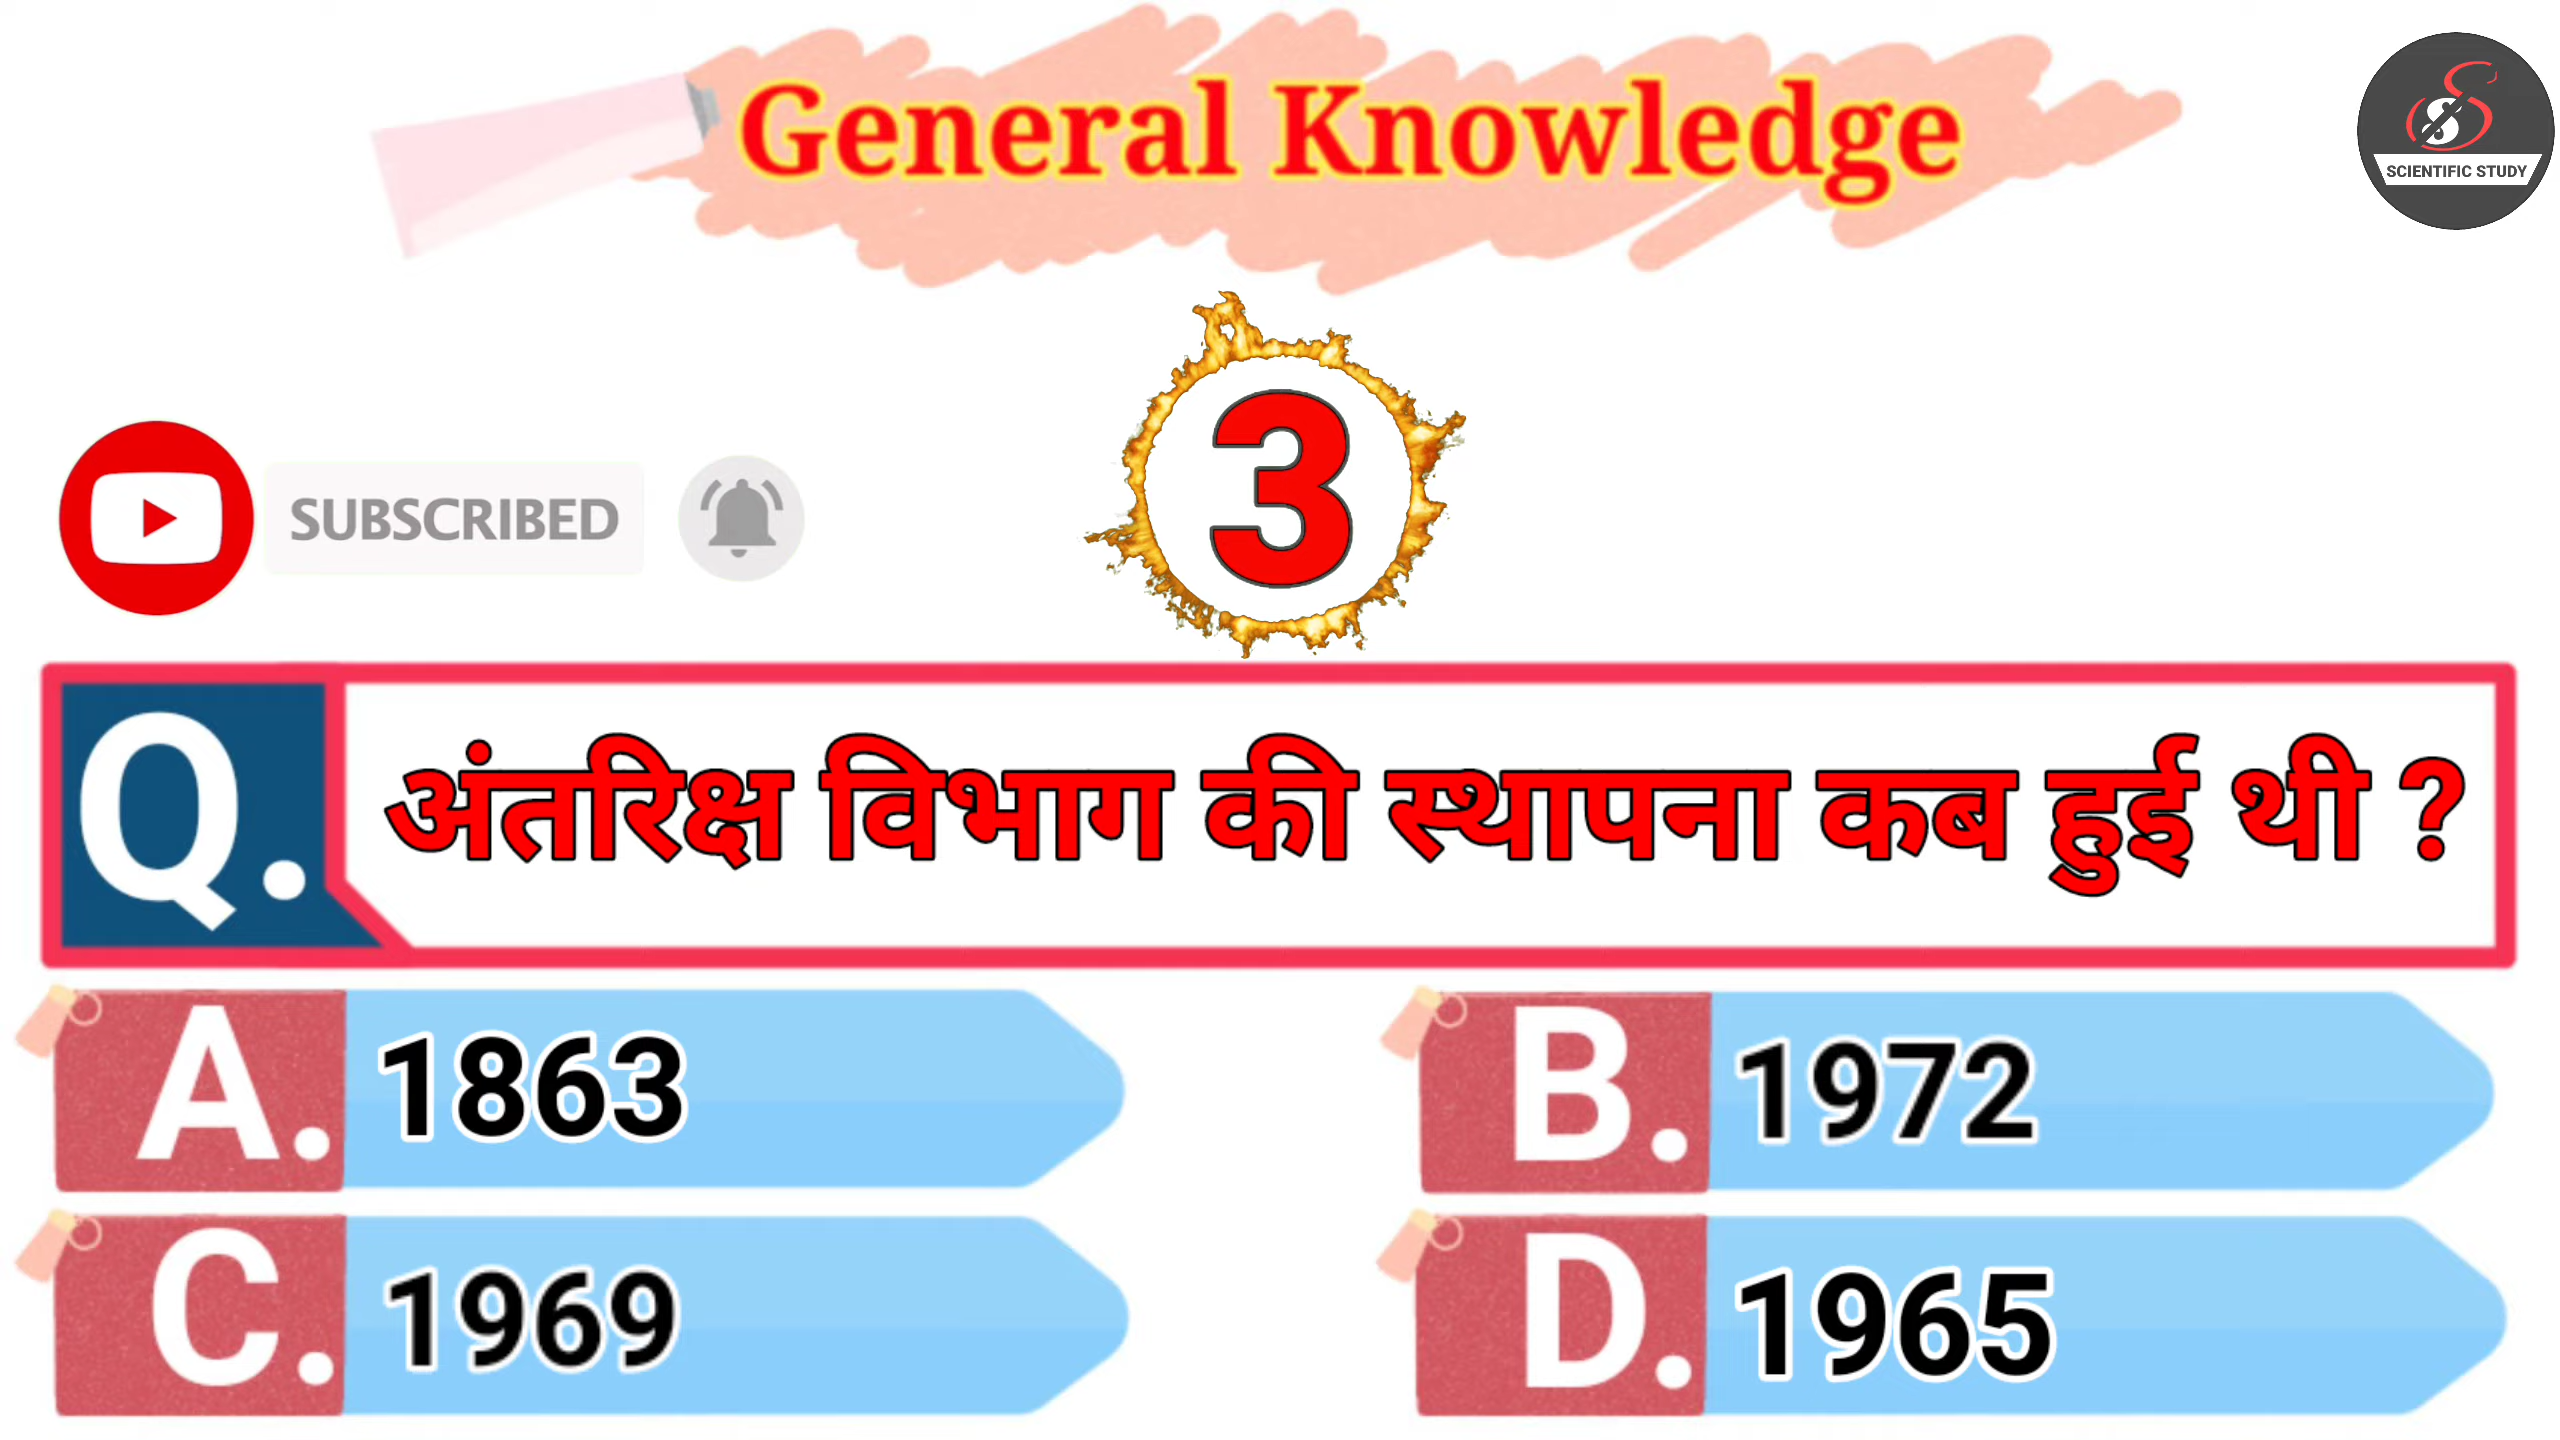 General Knowledge
SCIENTIFIC STUDY
3
SUBSCRIBED
Q. अंतरिक्ष विभाग की स्थापना कब हुई थी ?
A. 1863
B. 1972
C. 1969
D. 1965